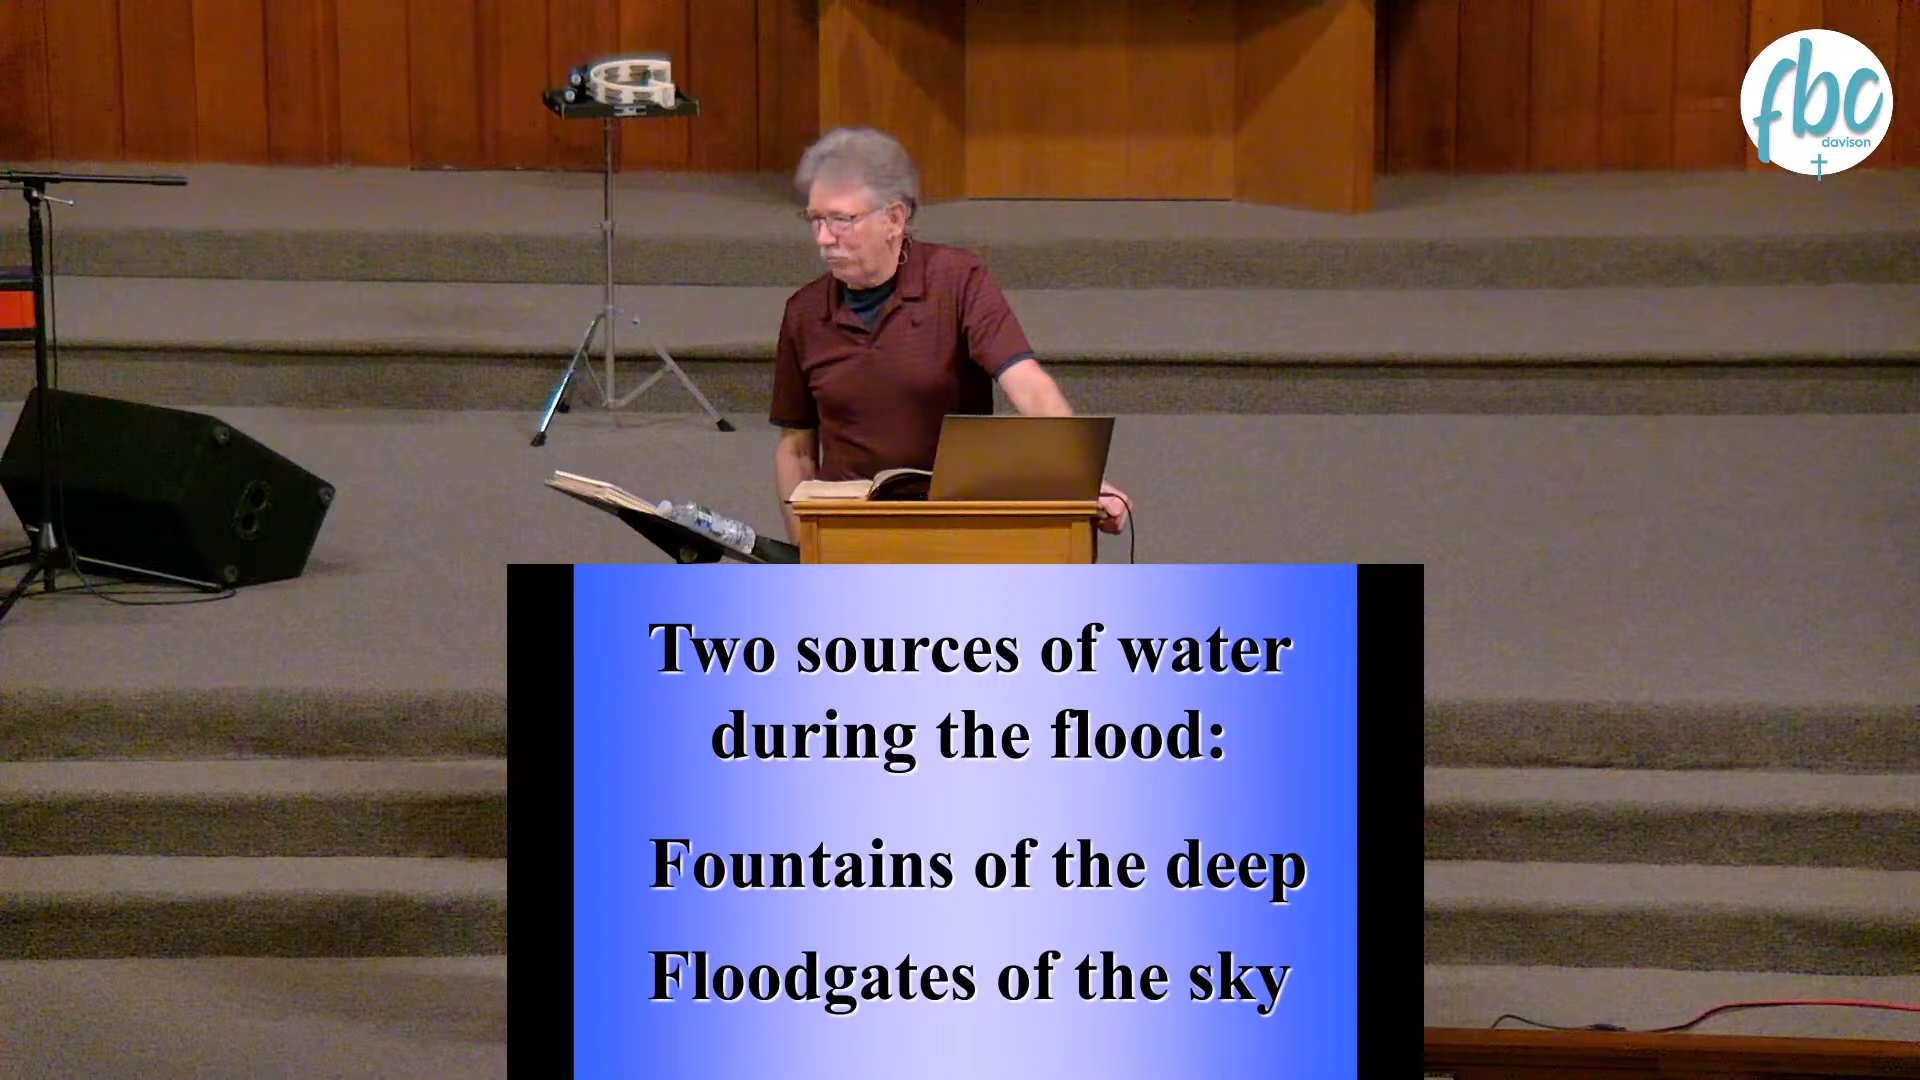 fbc
davison
Two sources of water
during the flood:
Fountains of the deep
Floodgates of the sky